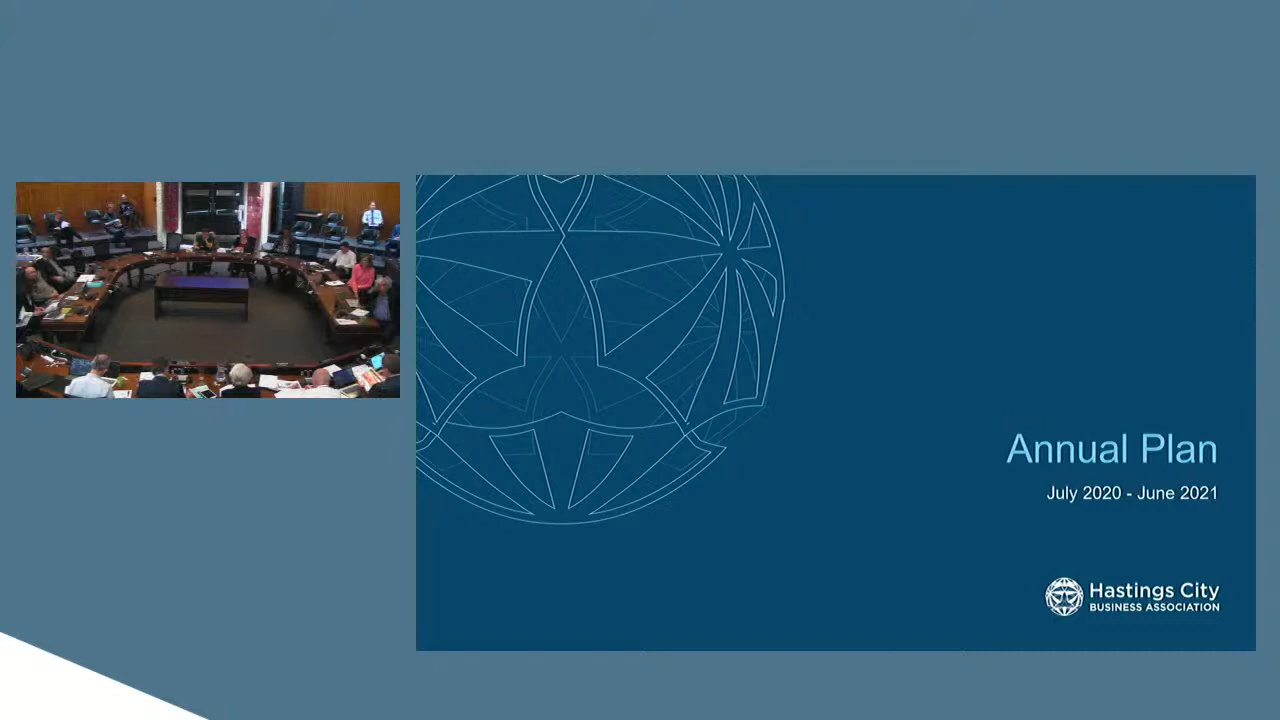 Annual Plan
July 2020 - June 2021
Hastings City
BUSINESS ASSOCIATION